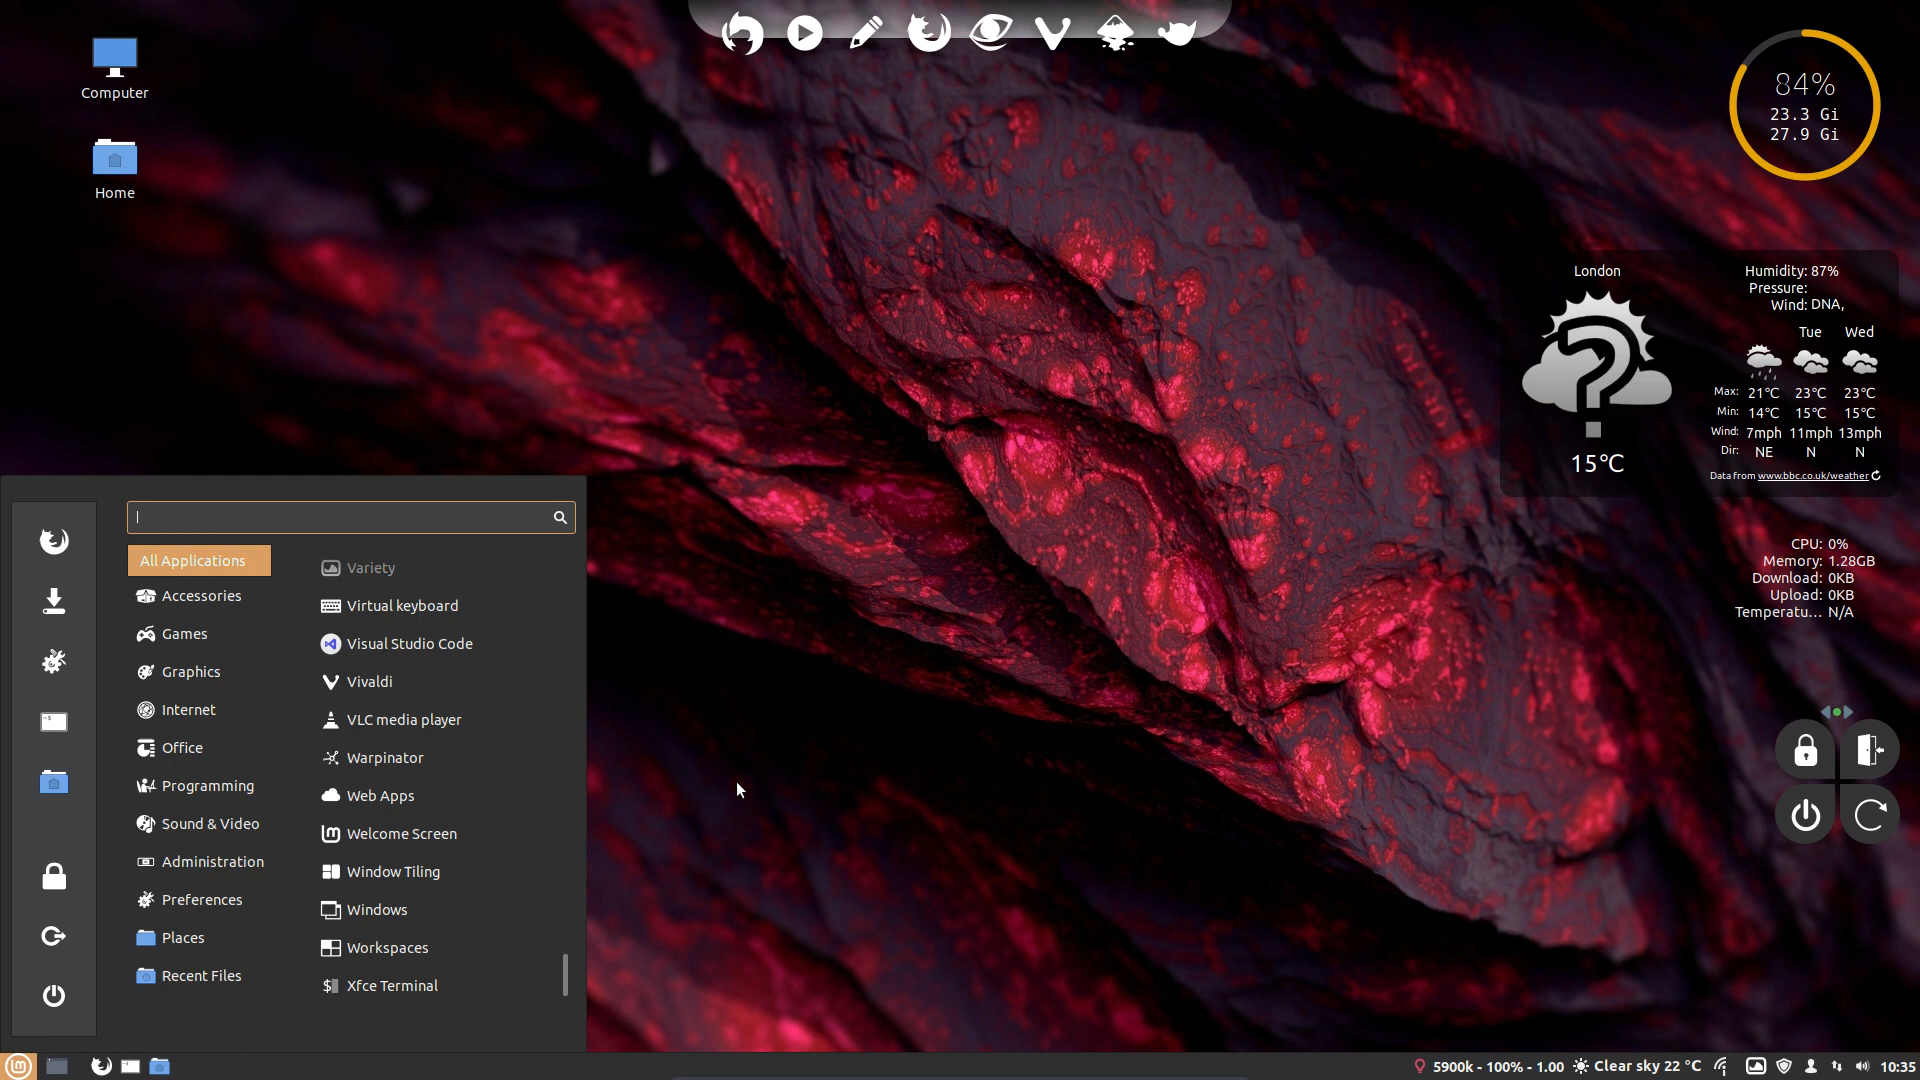 Computer
Home
84%
23.3 Gi
27.9 Gi
London
15°C
Humidity: 87%
Pressure:
Wind: DNA,
Tue Wed
Max: 21°C 23°C 23°C
Min: 14°C 15°C 15°C
Wind: 7mph 11mph 13mph
Dir: NE N N
Data from www.bbc.co.uk/weather
CPU: 0%
Memory: 1.28GB
Download: 0KB
Upload: 0KB
Temperatu... N/A
All Applications
Accessories
Games
Graphics
Internet
Office
Programming
Sound & Video
Administration
Preferences
Places
Recent Files
Variety
Virtual keyboard
Visual Studio Code
Vivaldi
VLC media player
Warpinator
Web Apps
Welcome Screen
Window Tiling
Windows
Workspaces
Xfce Terminal
5900k - 100% - 1.00 Clear sky 22 °C 10:35